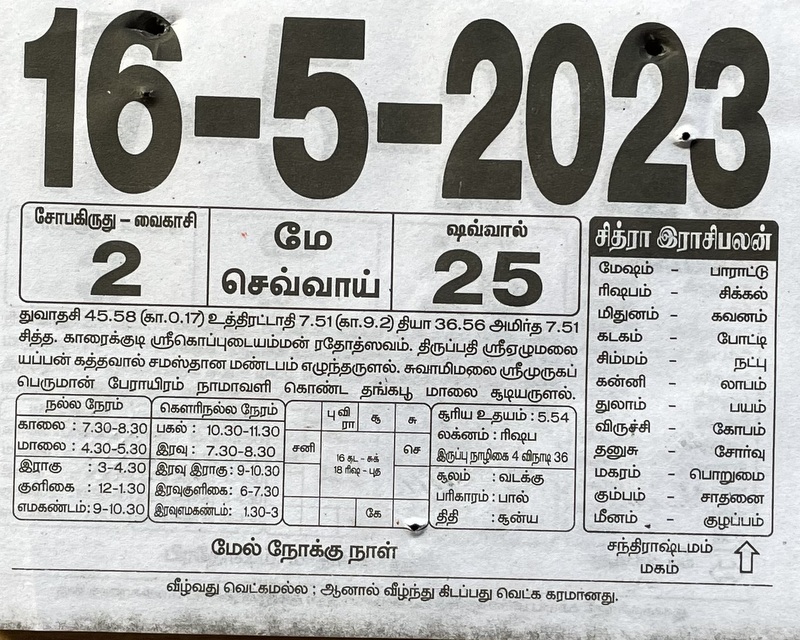 16-5-2023
சோபகிருது – வைகாசி
2
மே
செவ்வாய்
ஷவ்வால்
25
துவாதசி 45.58 (கா.0.17) உத்திரட்டாதி 7.51 (கா.9.2) தியா 36.56 அமிர்த 7.51
சித்த. காரைக்குடி ஸ்ரீகொப்புடையம்மன் ரதோத்ஸவம். திருப்பதி ஸ்ரீஏழுமலை
யப்பன் கத்தவால் சமஸ்தான மண்டபம் எழுந்தருளல். சுவாமிமலை ஸ்ரீமுருகப்
பெருமான் பேராயிரம் நாமாவளி கொண்ட தங்கபூ மாலை சூடியருளல்.
நல்ல நேரம்
காலை : 7.30-8.30
மாலை : 4.30-5.30
இராகு : 3-4.30
குளிகை : 12-1.30
எமகண்டம்: 9-10.30
கௌரிநல்ல நேரம்
பகல் : 10.30-11.30
இரவு : 7.30-8.30
இரவு இராகு: 9-10.30
இரவுகுளிகை: 6-7.30
இரவுஎமகண்டம்: 1.30-3
பு வி
ரா
சூ
சு
சனி
16 கட - சுக்
18 ரிஷ - புத
செ
கே
சூரிய உதயம் : 5.54
லக்னம் : ரிஷப
இருப்பு நாழிகை 4 விநாடி 36
சூலம் : வடக்கு
பரிகாரம் : பால்
திதி : சூன்ய
சித்ரா இராசிபலன்
மேஷம் – பாராட்டு
ரிஷபம் – சிக்கல்
மிதுனம் – கவனம்
கடகம் – போட்டி
சிம்மம் – நட்பு
கன்னி – லாபம்
துலாம் – பயம்
விருச்சி – கோபம்
தனுசு – சோர்வு
மகரம் – பொறுமை
கும்பம் – சாதனை
மீனம் – குழப்பம்
சந்திராஷ்டமம்
மகம்
மேல் நோக்கு நாள்
வீழ்வது வெட்கமல்ல ; ஆனால் வீழ்ந்து கிடப்பது வெட்க கரமானது.